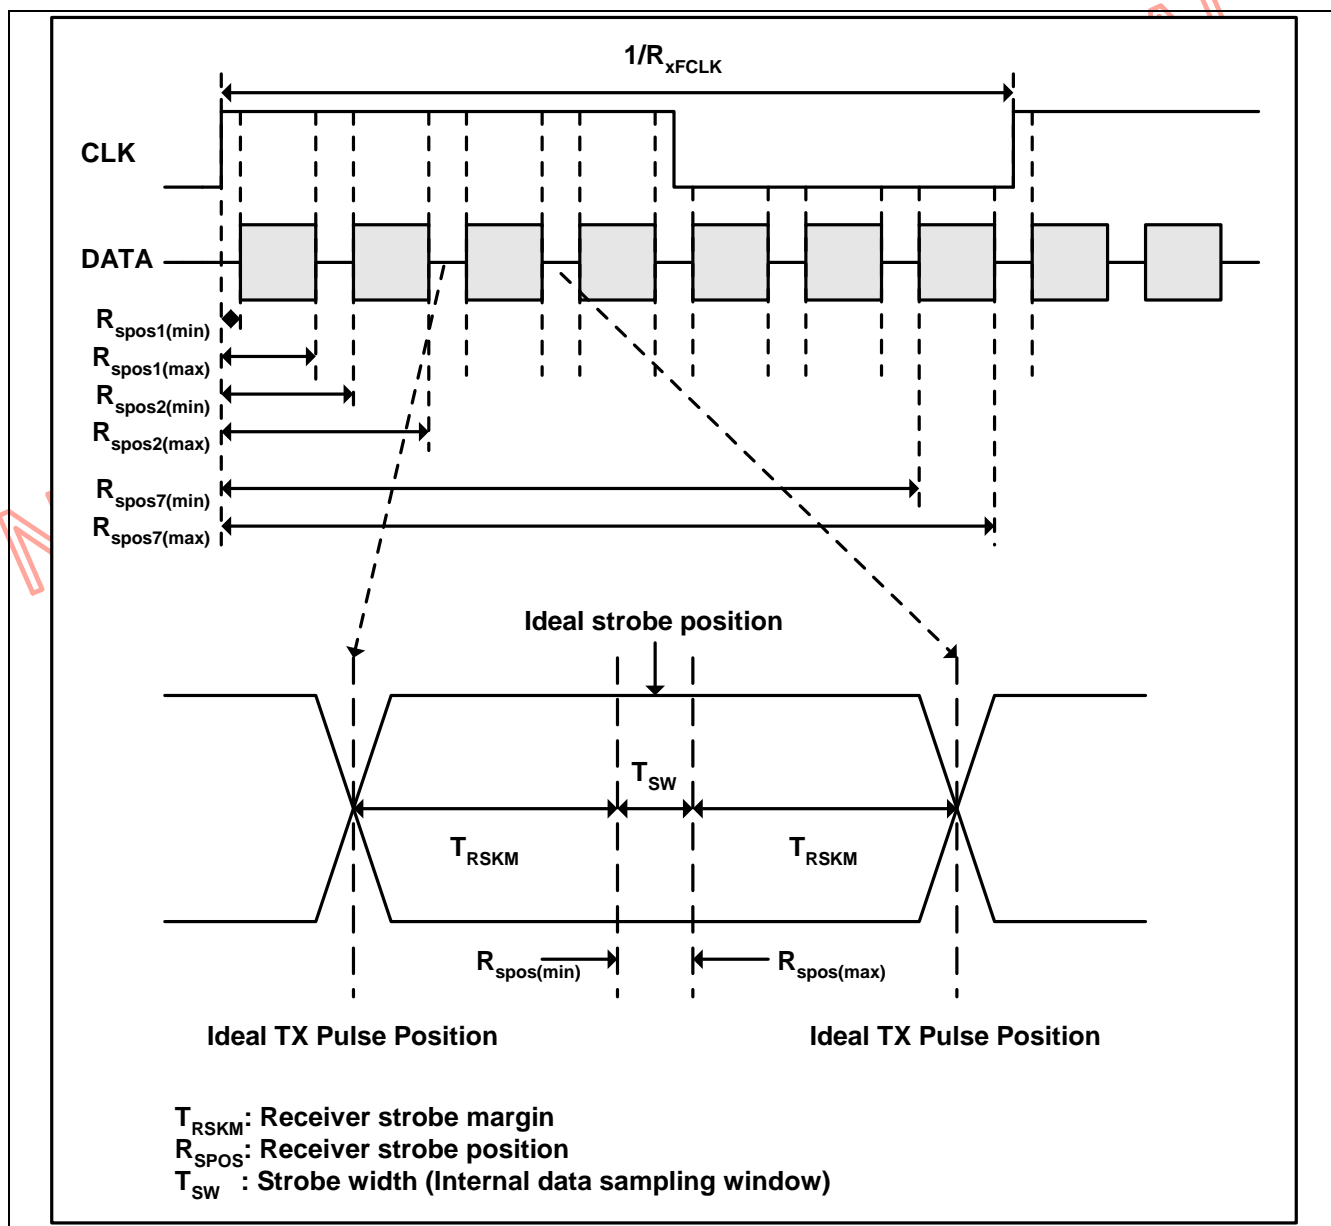 1/RxFCLK
CLK
DATA
Rspos1(min)
Rspos1(max)
Rspos2(min)
Rspos2(max)
Rspos7(min)
Rspos7(max)
Ideal strobe position
TSW
TRSKM
TRSKM
Rspos(min)
Rspos(max)
Ideal TX Pulse Position
Ideal TX Pulse Position
TRSKM: Receiver strobe margin
RSPOS: Receiver strobe position
TSW : Strobe width (Internal data sampling window)